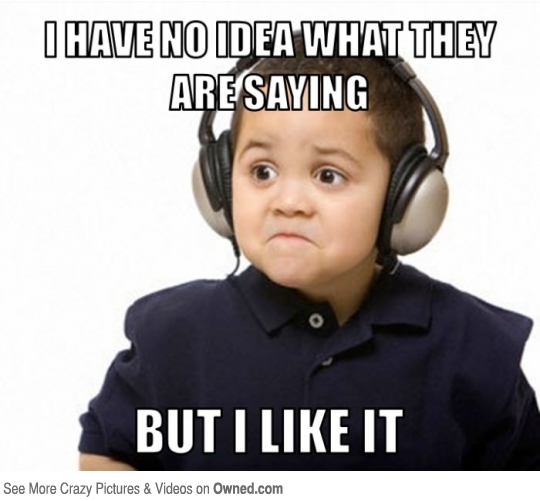 I HAVE NO IDEA WHAT THEY
ARE SAYING
BUT I LIKE IT
See More Crazy Pictures & Videos on Owned.com